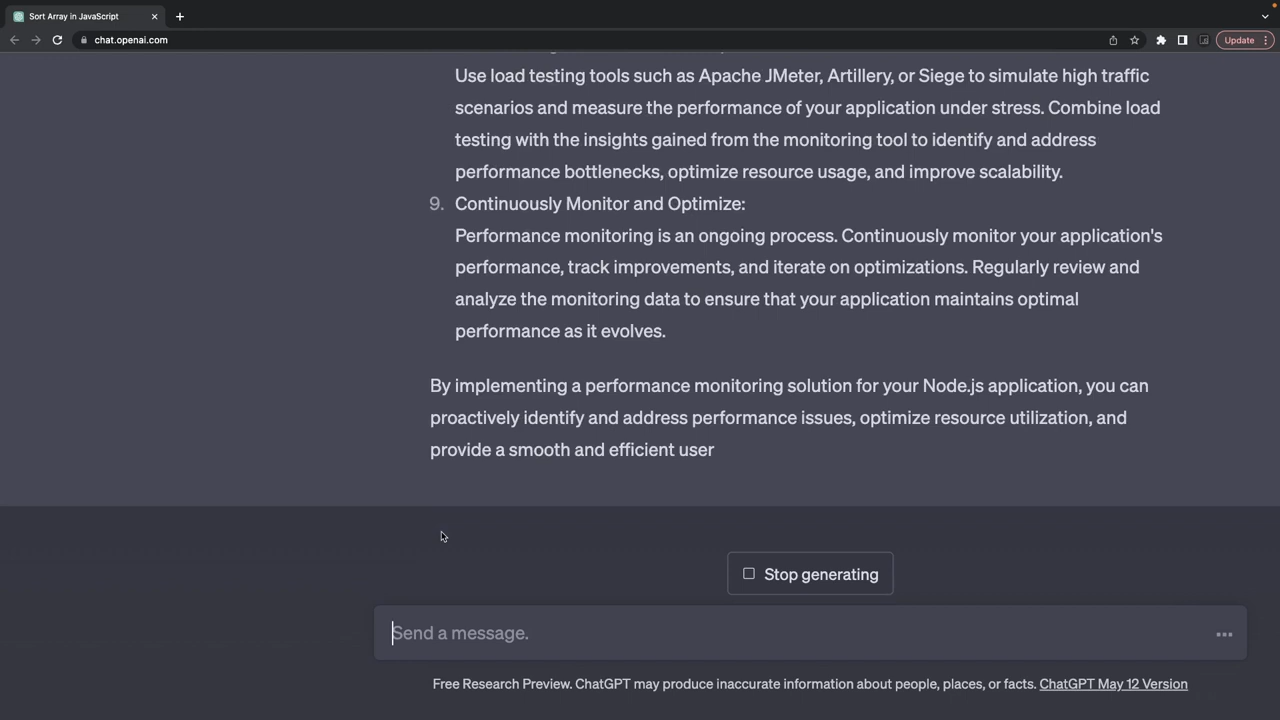 Sort Array in JavaScript
chat.openai.com
Update
Use load testing tools such as Apache JMeter, Artillery, or Siege to simulate high traffic
scenarios and measure the performance of your application under stress. Combine load
testing with the insights gained from the monitoring tool to identify and address
performance bottlenecks, optimize resource usage, and improve scalability.
9. Continuously Monitor and Optimize:
Performance monitoring is an ongoing process. Continuously monitor your application's
performance, track improvements, and iterate on optimizations. Regularly review and
analyze the monitoring data to ensure that your application maintains optimal
performance as it evolves.
By implementing a performance monitoring solution for your Node.js application, you can
proactively identify and address performance issues, optimize resource utilization, and
provide a smooth and efficient user
Stop generating
Send a message.
Free Research Preview. ChatGPT may produce inaccurate information about people, places, or facts. ChatGPT May 12 Version